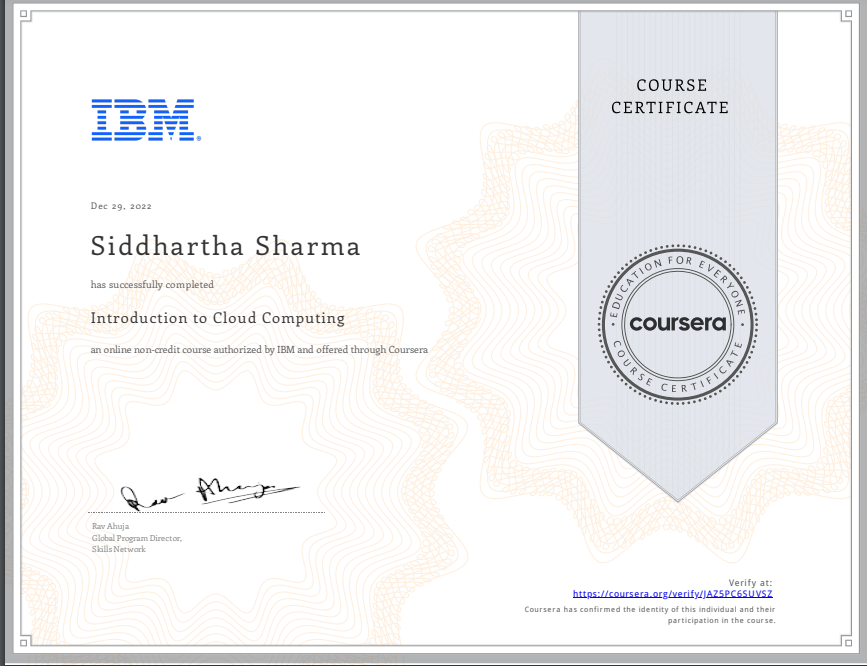 COURSE
CERTIFICATE
IBM®
Dec 29, 2022
Siddhartha Sharma
has successfully completed
Introduction to Cloud Computing
an online non-credit course authorized by IBM and offered through Coursera
EDUCATION FOR EVERYONE
coursera
COURSE CERTIFICATE
Rav Ahuja
Rav Ahuja
Global Program Director,
Skills Network
Verify at:
https://coursera.org/verify/JAZ5PC6SUVSZ
Coursera has confirmed the identity of this individual and their
participation in the course.